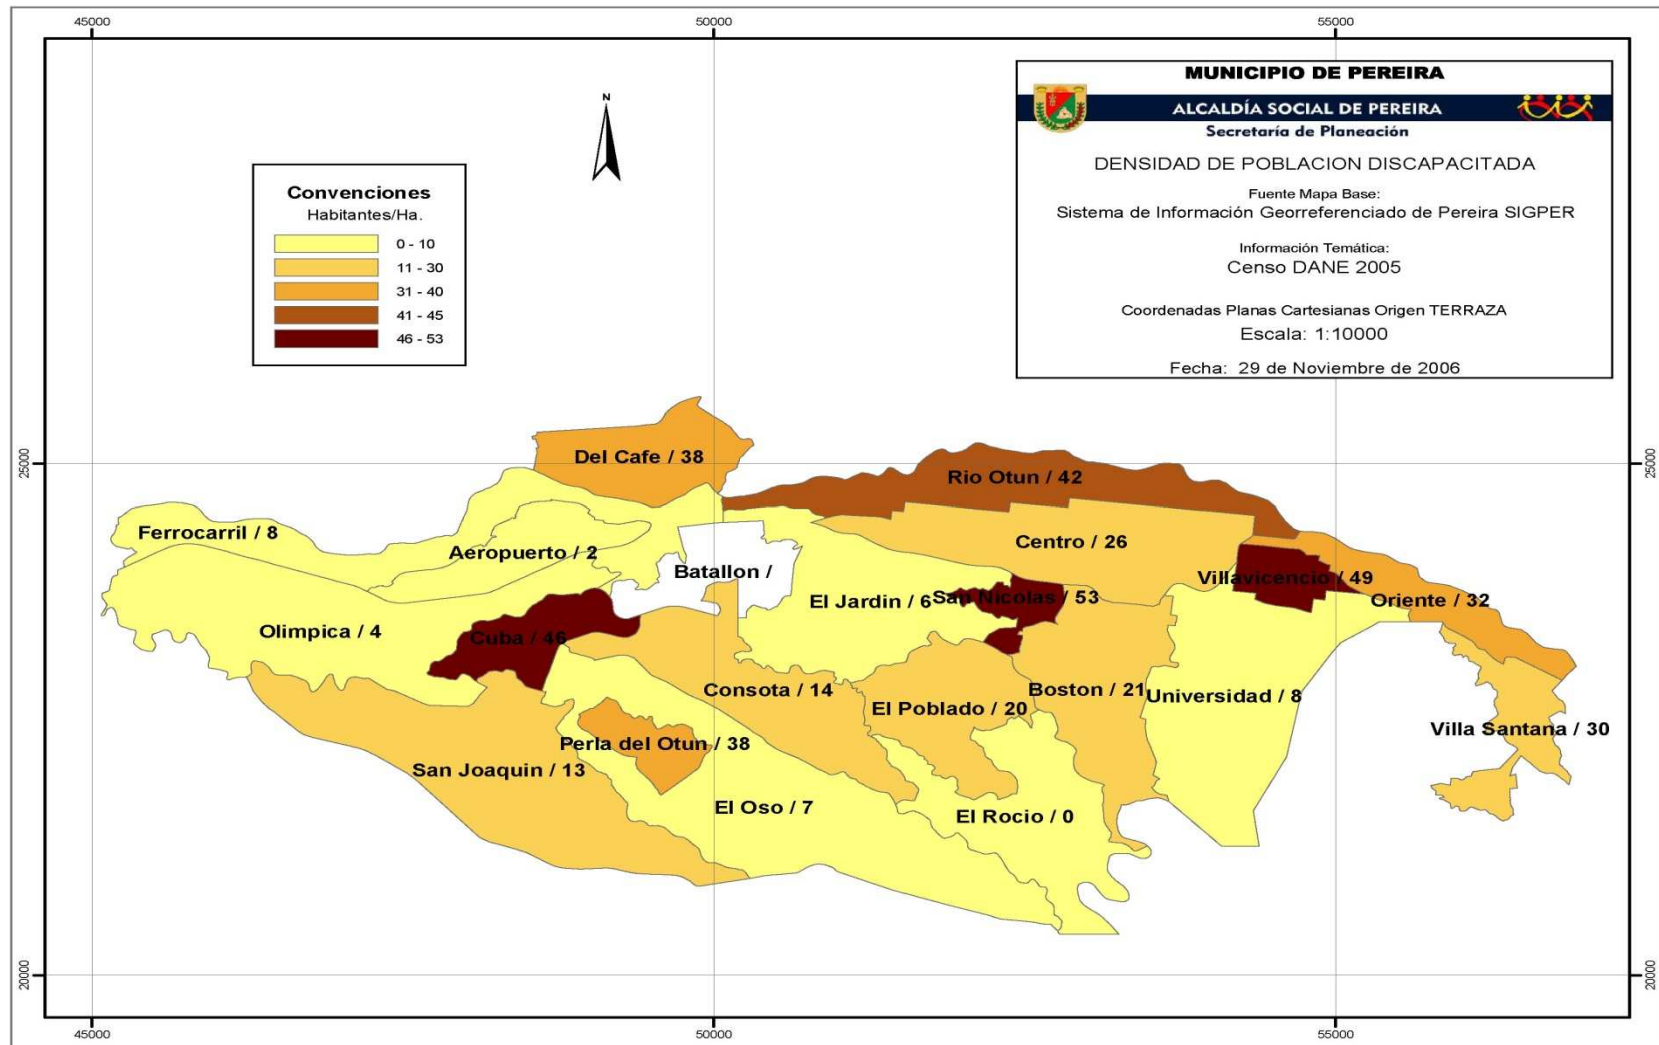 45000
50000
55000
MUNICIPIO DE PEREIRA
ALCALDÍA SOCIAL DE PEREIRA
Secretaría de Planeación
DENSIDAD DE POBLACION DISCAPACITADA
Fuente Mapa Base:
Sistema de Información Georreferenciado de Pereira SIGPER
Información Temática:
Censo DANE 2005
Coordenadas Planas Cartesianas Origen TERRAZA
Escala: 1:10000
Fecha: 29 de Noviembre de 2006
N
Convenciones
Habitantes/Ha.
0 - 10
11 - 30
31 - 40
41 - 45
46 - 53
25000
25000
Del Cafe / 38
Rio Otun / 42
Ferrocarril / 8
Aeropuerto / 2
Centro / 26
Batallon /
Villavicencio / 49
El Jardin / 6
San Nicolas / 53
Oriente / 32
Olimpica / 4
Cuba / 46
Consota / 14
El Poblado / 20
Boston / 21
Universidad / 8
Villa Santana / 30
Perla del Otun / 38
San Joaquin / 13
El Oso / 7
El Rocio / 0
20000
20000
45000
50000
55000